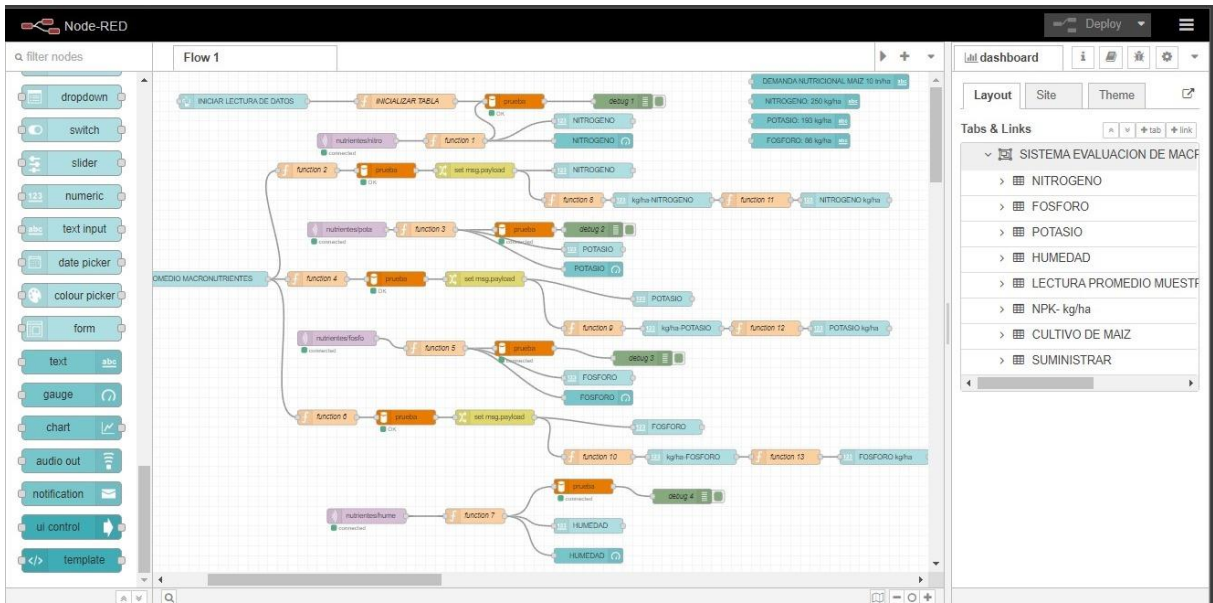 Node-RED
Deploy
filter nodes
Flow 1
dashboard
dropdown
switch
slider
numeric
text input
date picker
colour picker
form
text
gauge
chart
audio out
notification
ui control
template
INICIAR LECTURA DE DATOS
INICIALIZAR TABLA
prueba
OK
debug 1
nutrientes/nitro
connected
function 1
NITROGENO
NITROGENO
function 2
prueba
OK
set msg.payload
NITROGENO
function 8
kg/ha-NITROGENO
function 11
NITROGENO kg/ha
nutrientes/pota
connected
function 3
prueba
connected
debug 2
POTASIO
POTASIO
OMEDIO MACRONUTRIENTES
function 4
prueba
OK
set msg.payload
POTASIO
function 9
kg/ha-POTASIO
function 12
POTASIO kg/ha
nutrientes/fosfo
connected
function 5
prueba
connected
debug 3
FOSFORO
FOSFORO
function 6
prueba
OK
set msg.payload
FOSFORO
function 10
kg/ha-FOSFORO
function 13
FOSFORO kg/ha
nutrientes/hume
connected
function 7
prueba
connected
debug 4
HUMEDAD
HUMEDAD
DEMANDA NUTRICIONAL MAIZ 10 tn/ha
NITROGENO: 250 kg/ha
POTASIO: 193 kg/ha
FOSFORO: 86 kg/ha
Layout
Site
Theme
Tabs & Links
+ tab
+ link
SISTEMA EVALUACION DE MACR
NITROGENO
FOSFORO
POTASIO
HUMEDAD
LECTURA PROMEDIO MUESTR
NPK- kg/ha
CULTIVO DE MAIZ
SUMINISTRAR